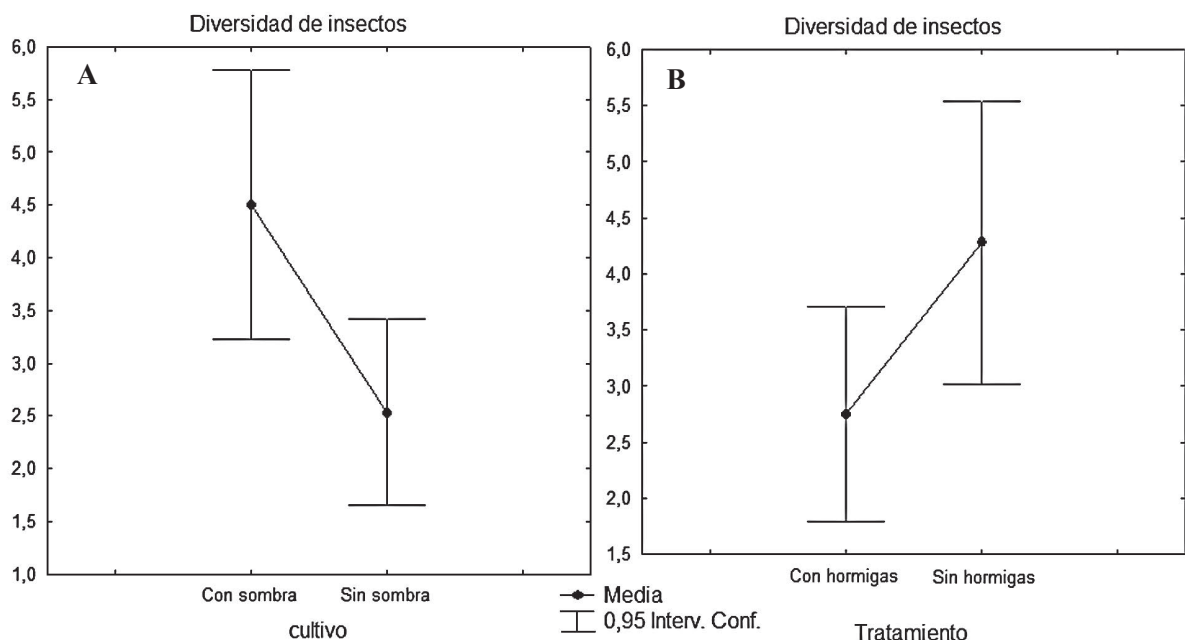 Diversidad de insectos
A
6,0
5,5
5,0
4,5
4,0
3,5
3,0
2,5
2,0
1,5
1,0
Con sombra
Sin sombra
cultivo
Diversidad de insectos
B
6,0
5,5
5,0
4,5
4,0
3,5
3,0
2,5
2,0
1,5
Con hormigas
Sin hormigas
Tratamiento
Media
0,95 Interv. Conf.